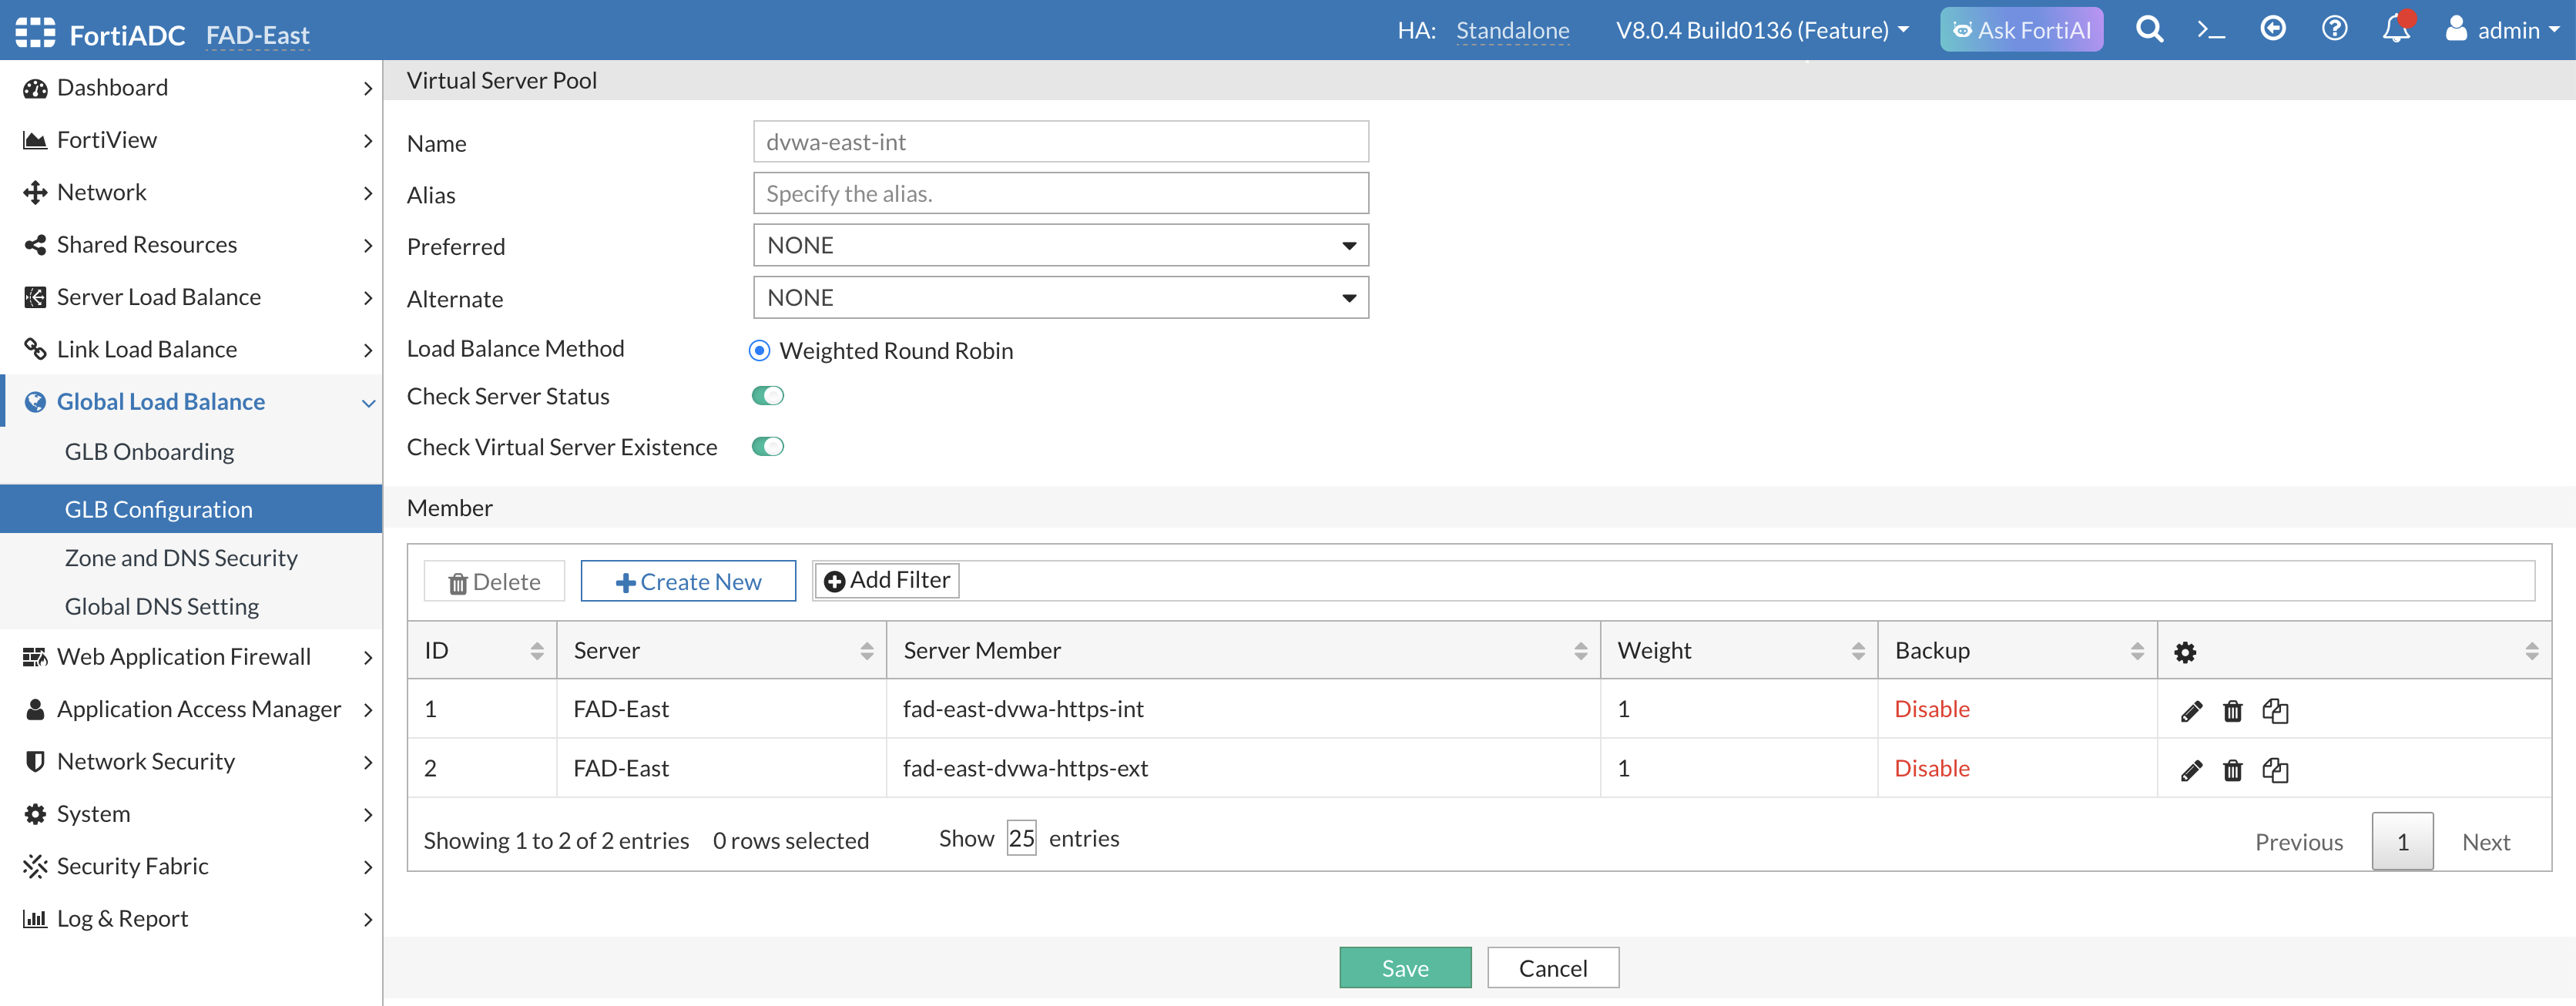 FortiADC FAD-East HA: Standalone V8.0.4 Build0136 (Feature) Ask FortiAI admin
Dashboard
FortiView
Network
Shared Resources
Server Load Balance
Link Load Balance
Global Load Balance
GLB Onboarding
GLB Configuration
Zone and DNS Security
Global DNS Setting
Web Application Firewall
Application Access Manager
Network Security
System
Security Fabric
Log & Report
Virtual Server Pool
Name dvwa-east-int
Alias Specify the alias.
Preferred NONE
Alternate NONE
Load Balance Method Weighted Round Robin
Check Server Status
Check Virtual Server Existence
Member
Delete Create New Add Filter
ID Server Server Member Weight Backup
1 FAD-East fad-east-dvwa-https-int 1 Disable
2 FAD-East fad-east-dvwa-https-ext 1 Disable
Showing 1 to 2 of 2 entries 0 rows selected Show 25 entries Previous 1 Next
Save Cancel